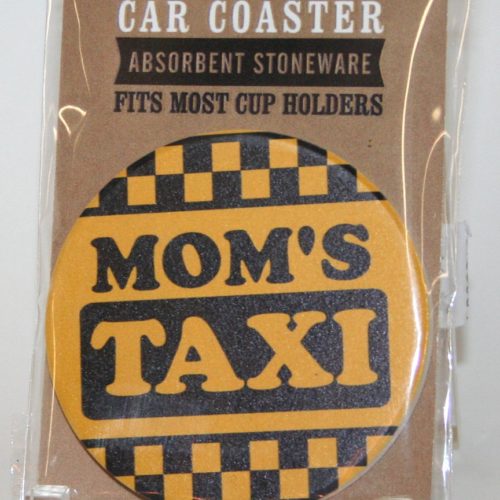 CAR COASTER
ABSORBENT STONEWARE
FITS MOST CUP HOLDERS
MOM'S
TAXI